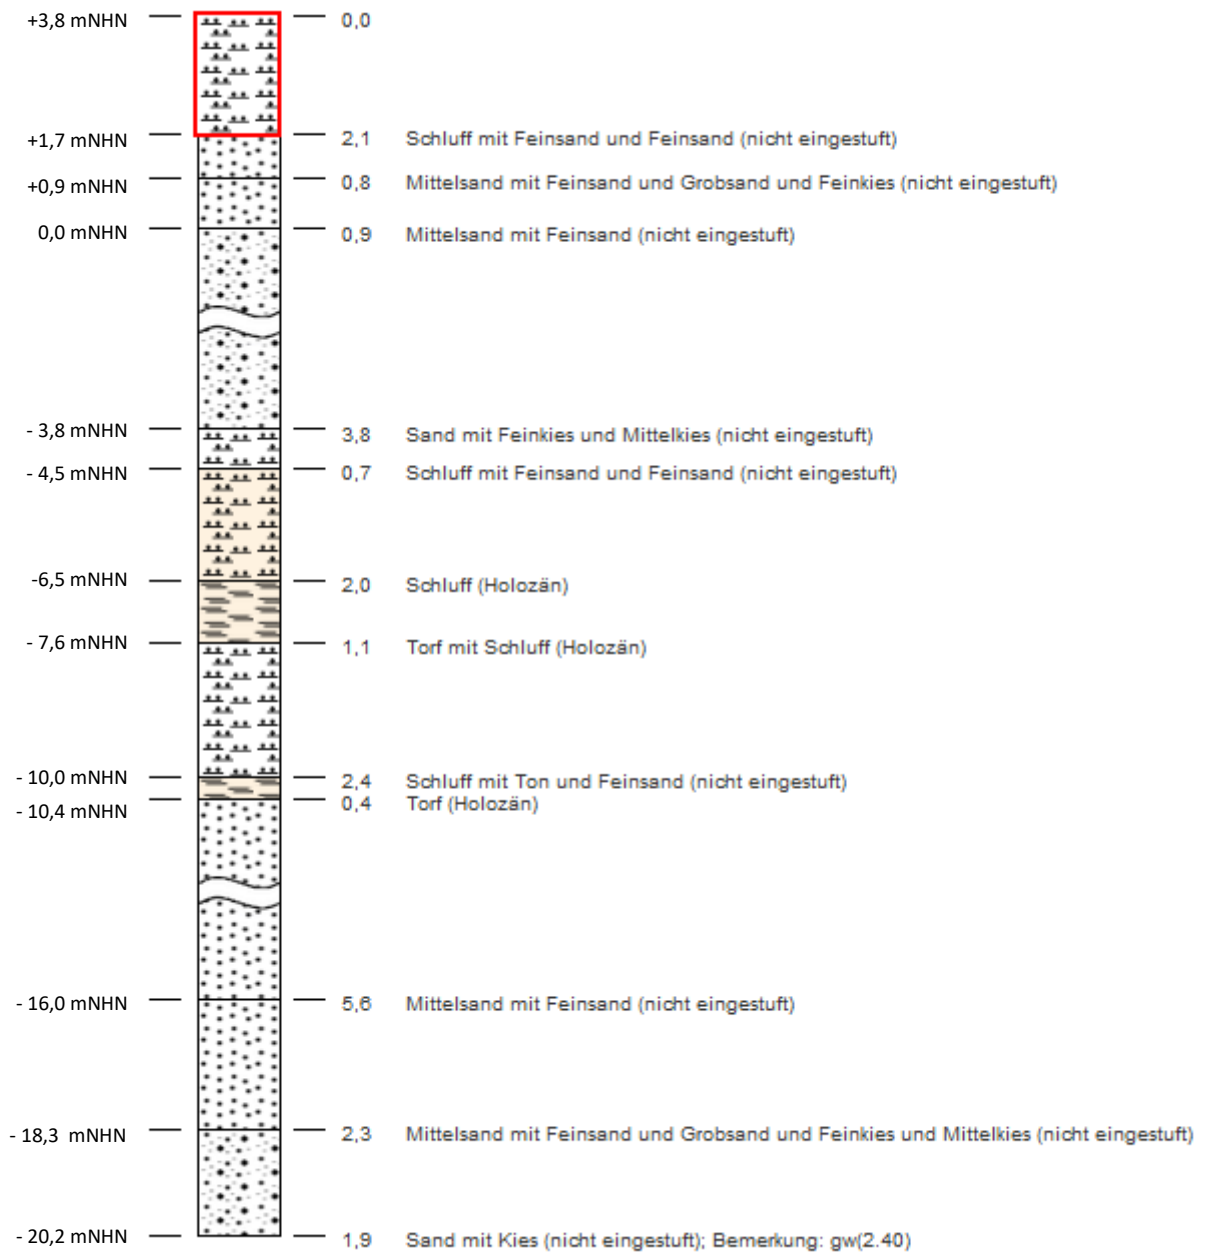 +3,8 mNHN 0,0
+1,7 mNHN 2,1 Schluff mit Feinsand und Feinsand (nicht eingestuft)
+0,9 mNHN 0,8 Mittelsand mit Feinsand und Grobsand und Feinkies (nicht eingestuft)
0,0 mNHN 0,9 Mittelsand mit Feinsand (nicht eingestuft)
- 3,8 mNHN 3,8 Sand mit Feinkies und Mittelkies (nicht eingestuft)
- 4,5 mNHN 0,7 Schluff mit Feinsand und Feinsand (nicht eingestuft)
-6,5 mNHN 2,0 Schluff (Holozän)
- 7,6 mNHN 1,1 Torf mit Schluff (Holozän)
- 10,0 mNHN 2,4 Schluff mit Ton und Feinsand (nicht eingestuft)
- 10,4 mNHN 0,4 Torf (Holozän)
- 16,0 mNHN 5,6 Mittelsand mit Feinsand (nicht eingestuft)
- 18,3 mNHN 2,3 Mittelsand mit Feinsand und Grobsand und Feinkies und Mittelkies (nicht eingestuft)
- 20,2 mNHN 1,9 Sand mit Kies (nicht eingestuft); Bemerkung: gw(2.40)